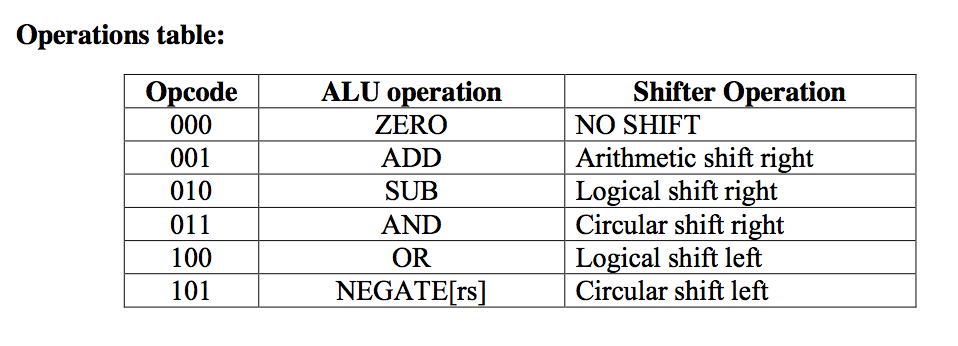 Operations table:
Opcode ALU operation Shifter Operation
000 ZERO NO SHIFT
001 ADD Arithmetic shift right
010 SUB Logical shift right
011 AND Circular shift right
100 OR Logical shift left
101 NEGATE[rs] Circular shift left